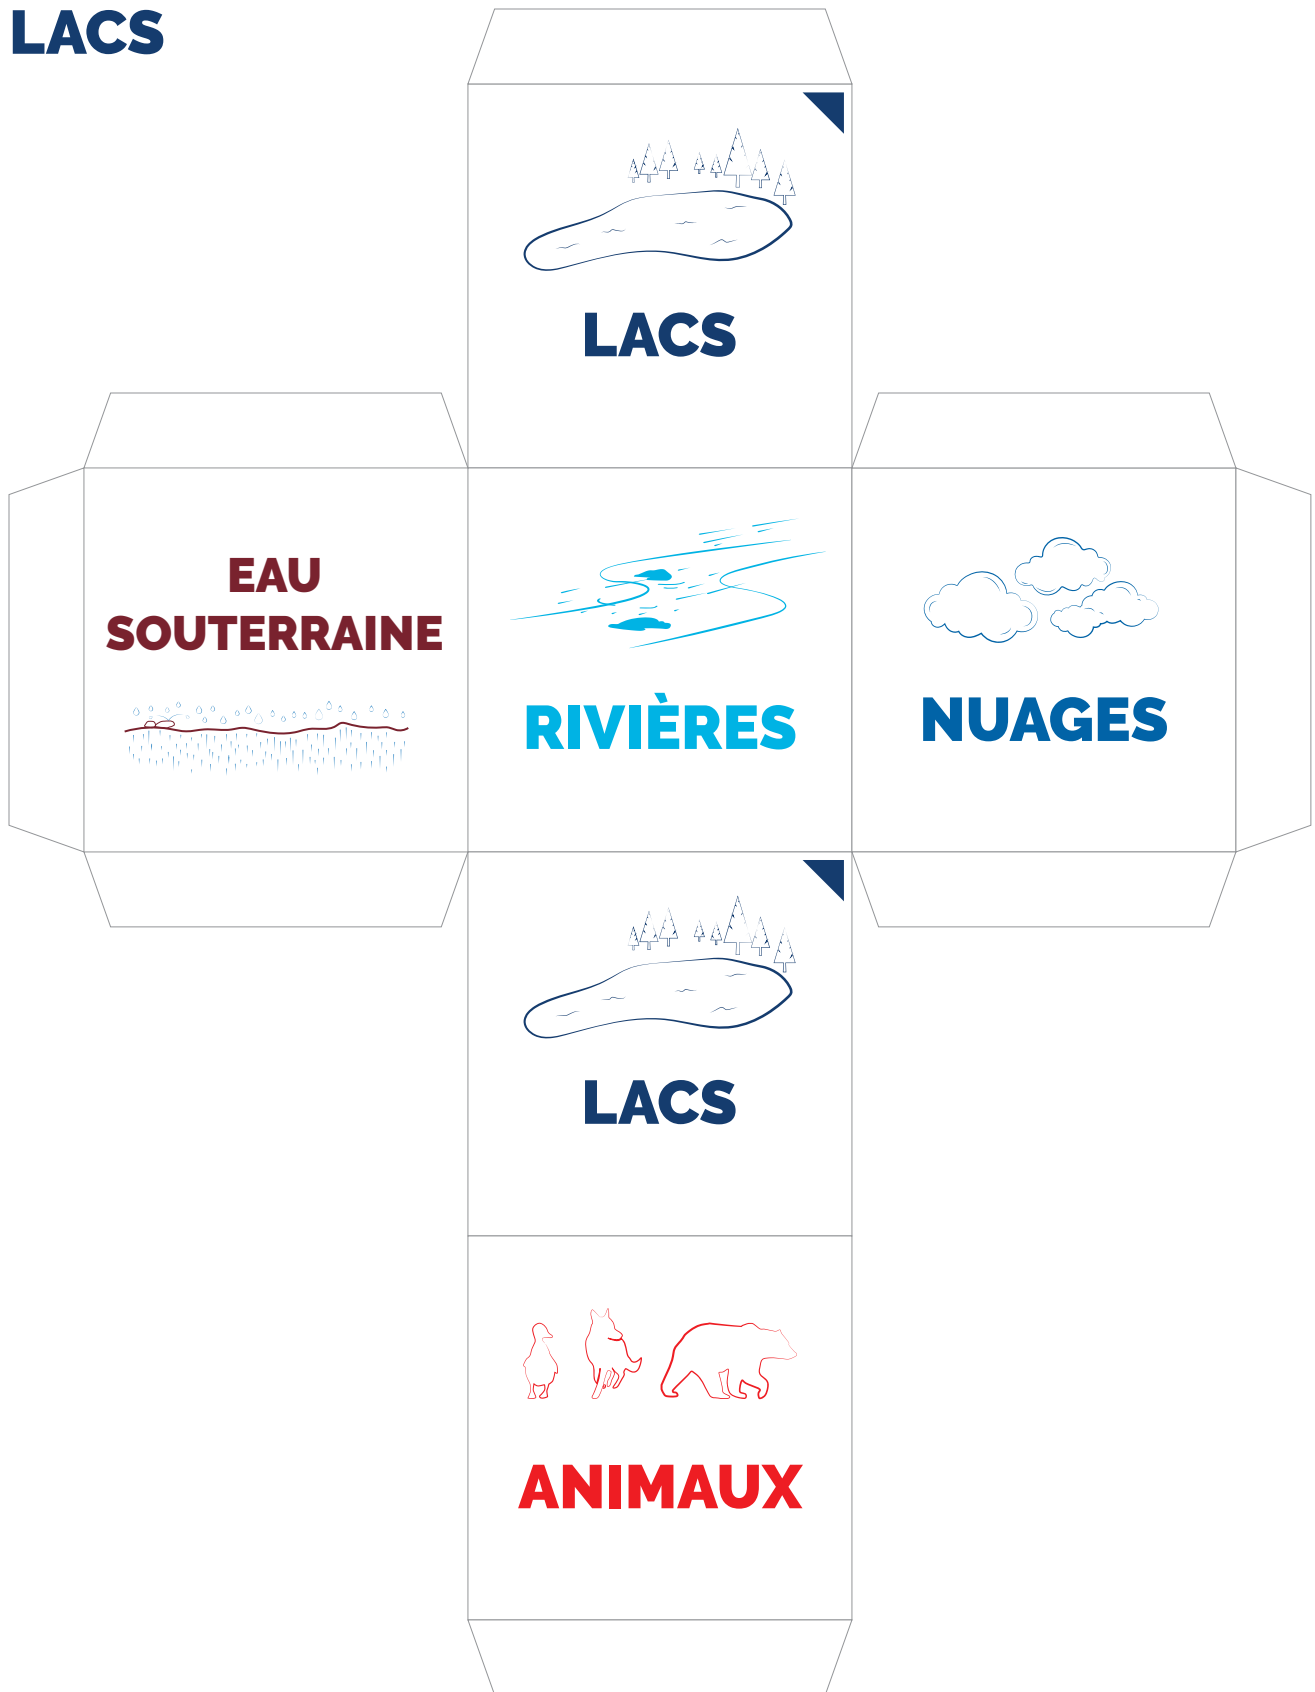 LACS
LACS
EAU
SOUTERRAINE
RIVIÈRES
NUAGES
LACS
ANIMAUX